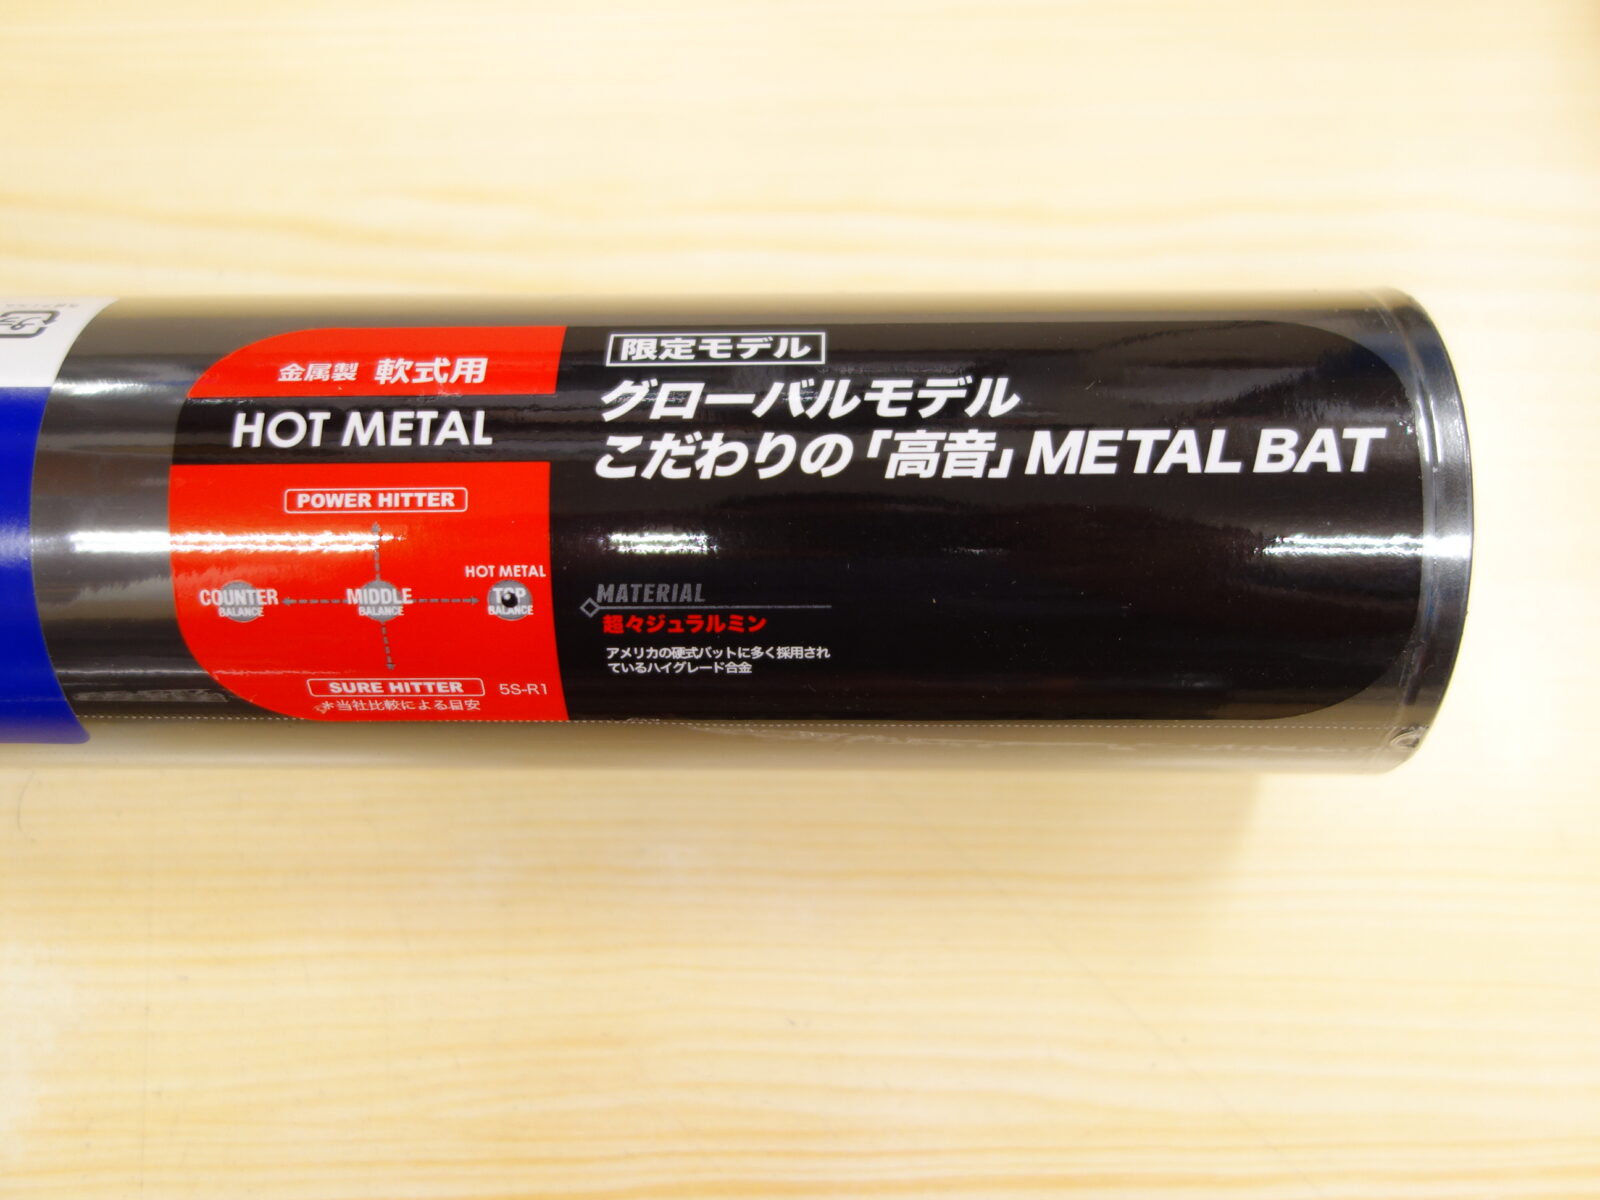 金属製 軟式用
HOT METAL
POWER HITTER
HOT METAL
COUNTER BALANCE
MIDDLE BALANCE
TOP BALANCE
SURE HITTER
5S-R1
*当社比較による目安
限定モデル
グローバルモデル
こだわりの「高音」METAL BAT
MATERIAL
超々ジュラルミン
アメリカの硬式バットに多く採用され
ているハイグレード合金